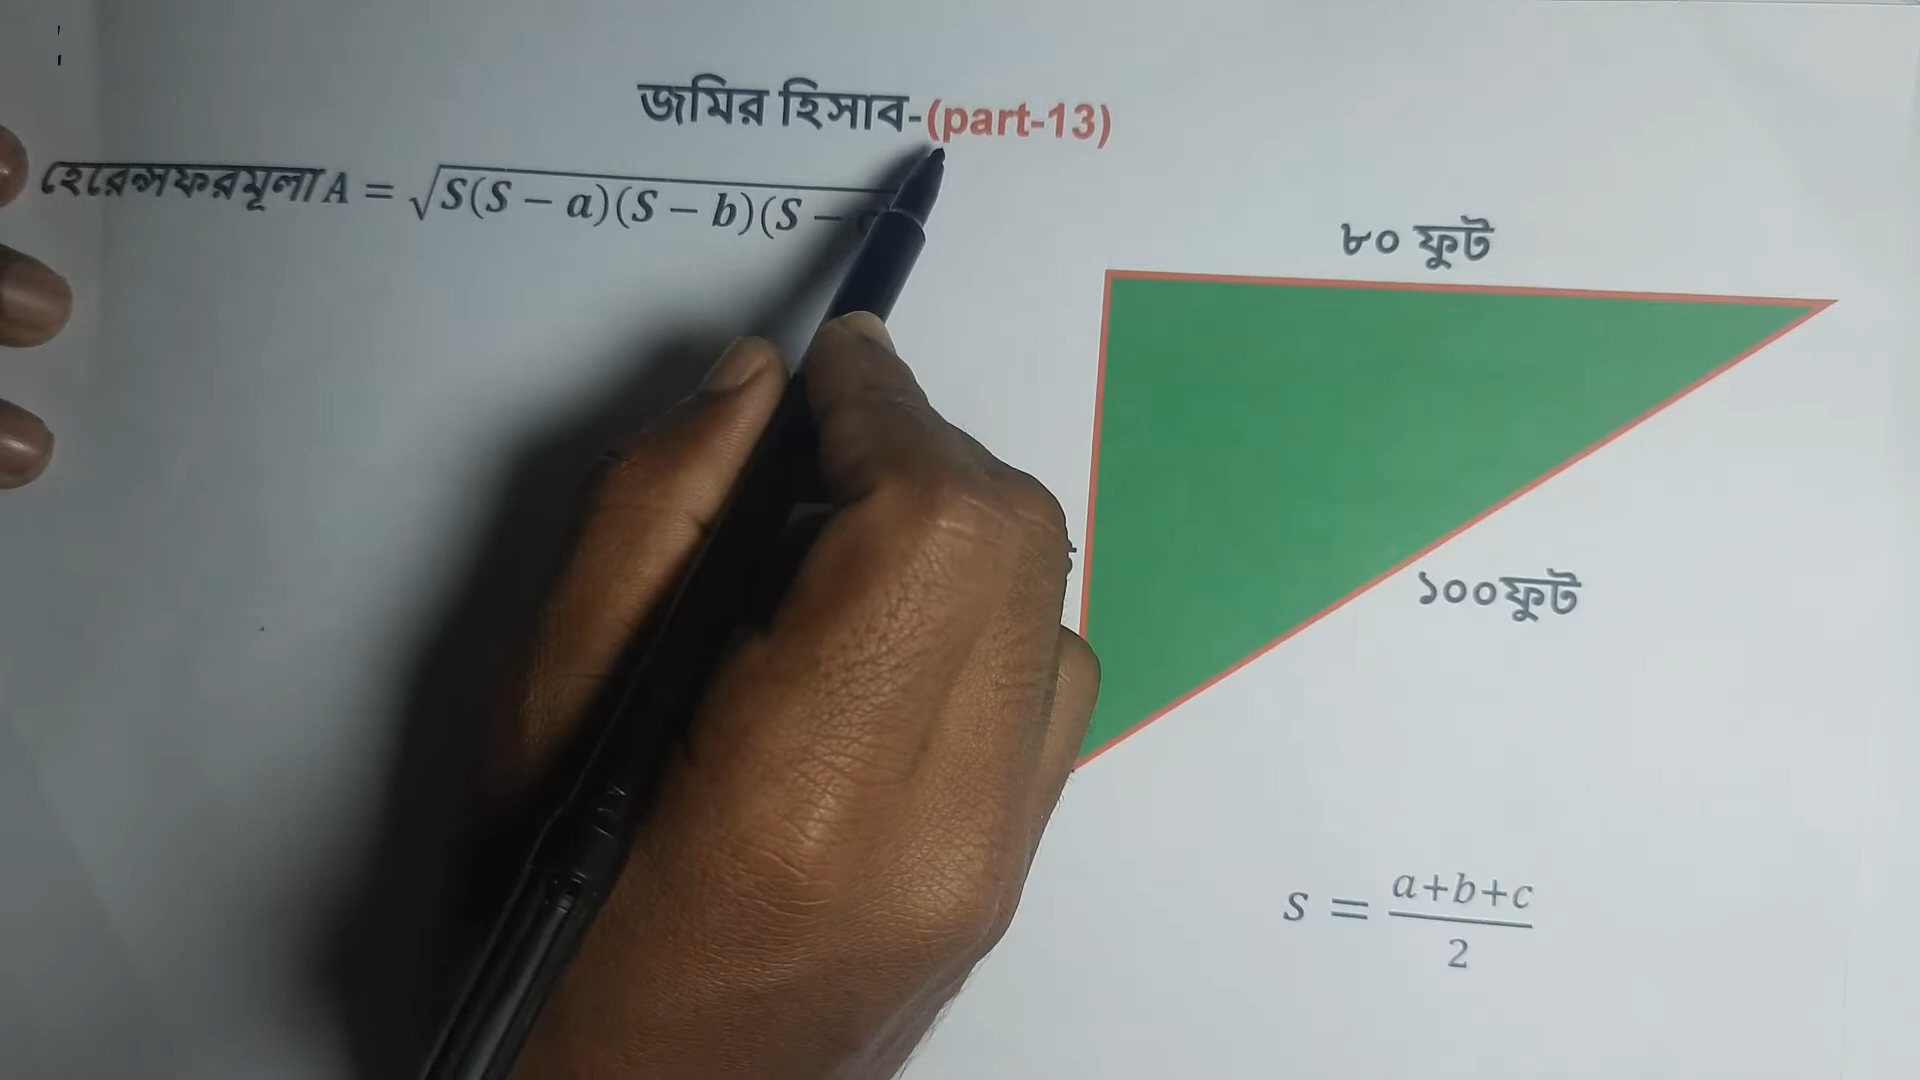 জমির হিসাব-(part-13)
হেরেন্সফরমূলা A = √S(S − a)(S − b)(S −
৮০ ফুট
১০০ফুট
s = a+b+c
2